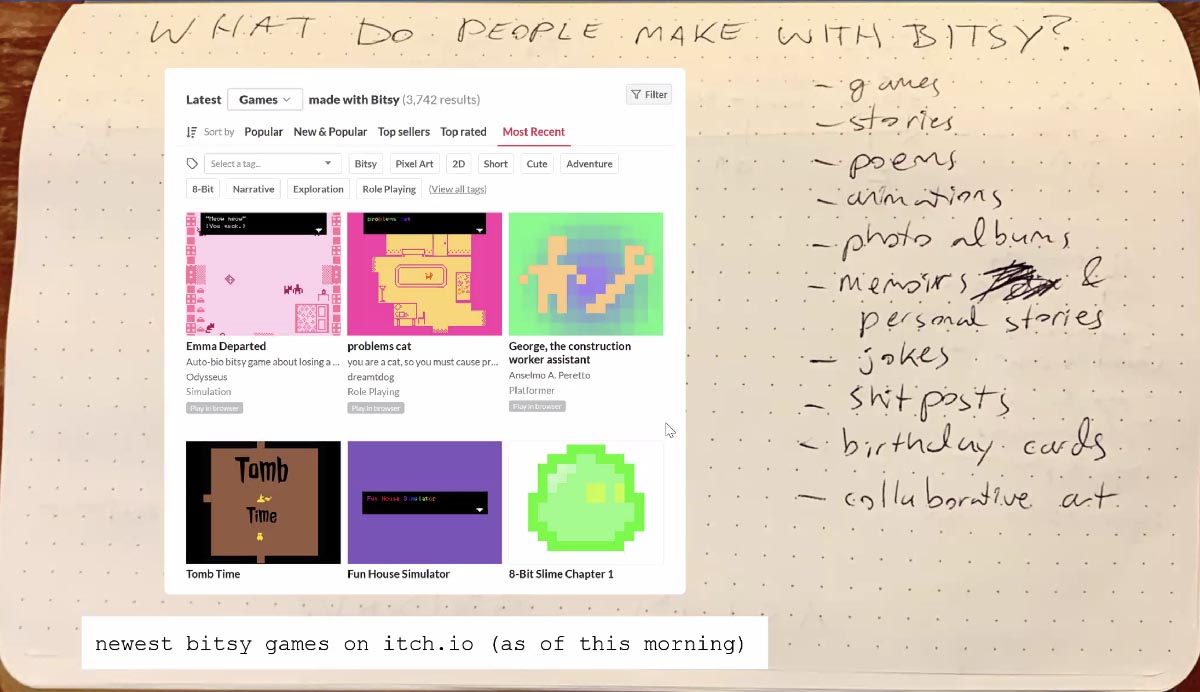 WHAT DO PEOPLE MAKE WITH BITSY?
Latest Games made with Bitsy (3,742 results)
Filter
Sort by Popular New & Popular Top sellers Top rated Most Recent
Select a tag... Bitsy Pixel Art 2D Short Cute Adventure
8-Bit Narrative Exploration Role Playing (View all tags)
"Meow meow"
(You suck.)
problems cat
Emma Departed
Auto-bio bitsy game about losing a ...
Odysseus
Simulation
Play in browser
problems cat
you are a cat, so you must cause pr...
dreamtdog
Role Playing
Play in browser
George, the construction
worker assistant
Anselmo A. Peretto
Platformer
Play in browser
Tomb
Time
Fun House Simulator
Tomb Time
Fun House Simulator
8-Bit Slime Chapter 1
- games
- stories
- poems
- animations
- photo albums
- memoirs &
personal stories
- jokes
- shitposts
- birthday cards
- collaborative art
newest bitsy games on itch.io (as of this morning)